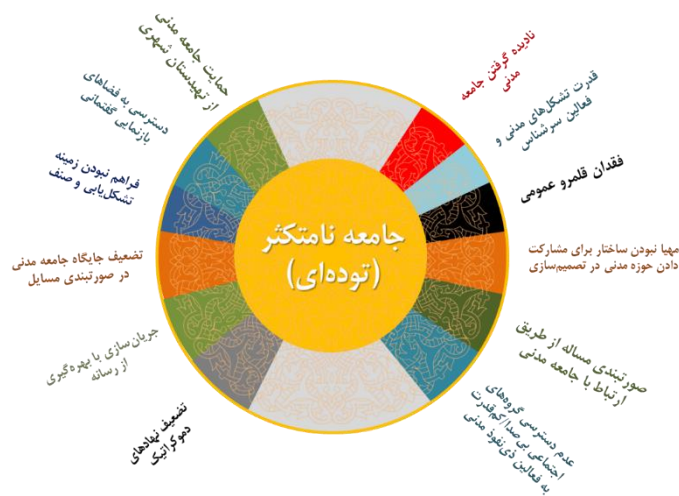 جامعه نامتکثر
(توده‌ای)
نادیده گرفتن جامعه
مدنی
قدرت تشکل‌های مدنی و
فعالین سرشناس
فقدان قلمرو عمومی
مهیا نبودن ساختار برای مشارکت
دادن حوزه مدنی در تصمیم‌سازی
صورتبندی مساله از طریق
ارتباط با جامعه مدنی
عدم دسترسی گروه‌های
اجتماعی بی صدا/کم‌قدرت
به فعالین ذی‌نفوذ مدنی
تضعیف نهادهای
دموکراتیک
جریان‌سازی با بهره‌گیری
از رسانه
تضعیف جایگاه جامعه مدنی
در صورتبندی مسایل
فراهم نبودن زمینه
تشکل‌یابی و صنف
دسترسی به فضاهای
بازنمایی گفتمانی
حمایت جامعه مدنی
از تهیدستان شهری